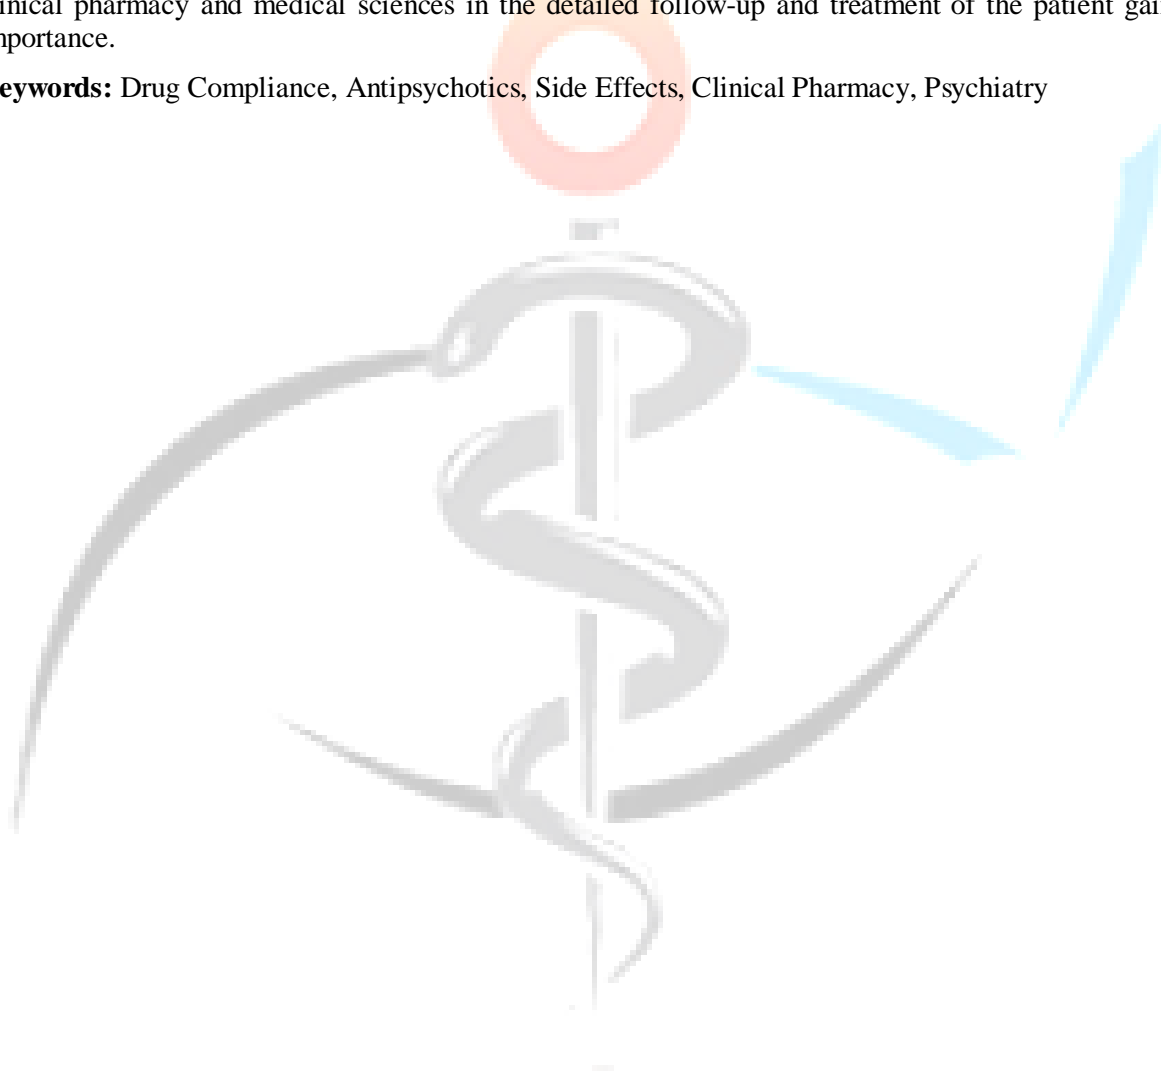 inical pharmacy and medical sciences in the detailed follow-up and treatment of the patient gai
nportance.
eywords: Drug Compliance, Antipsychotics, Side Effects, Clinical Pharmacy, Psychiatry